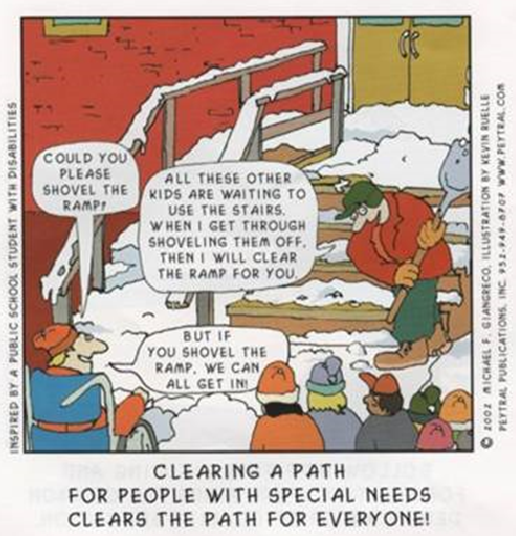 COULD YOU
PLEASE
SHOVEL THE
RAMP?
ALL THESE OTHER
KIDS ARE WAITING TO
USE THE STAIRS.
WHEN I GET THROUGH
SHOVELING THEM OFF,
THEN I WILL CLEAR
THE RAMP FOR YOU.
BUT IF
YOU SHOVEL THE
RAMP, WE CAN
ALL GET IN!
INSPIRED BY A PUBLIC SCHOOL STUDENT WITH DISABILITIES
© 2002 MICHAEL F. GIANGRECO, ILLUSTRATION BY KEVIN RUELLE
PEYTRAL PUBLICATIONS, INC. 952-949-8707 WWW.PEYTRAL.COM
CLEARING A PATH
FOR PEOPLE WITH SPECIAL NEEDS
CLEARS THE PATH FOR EVERYONE!